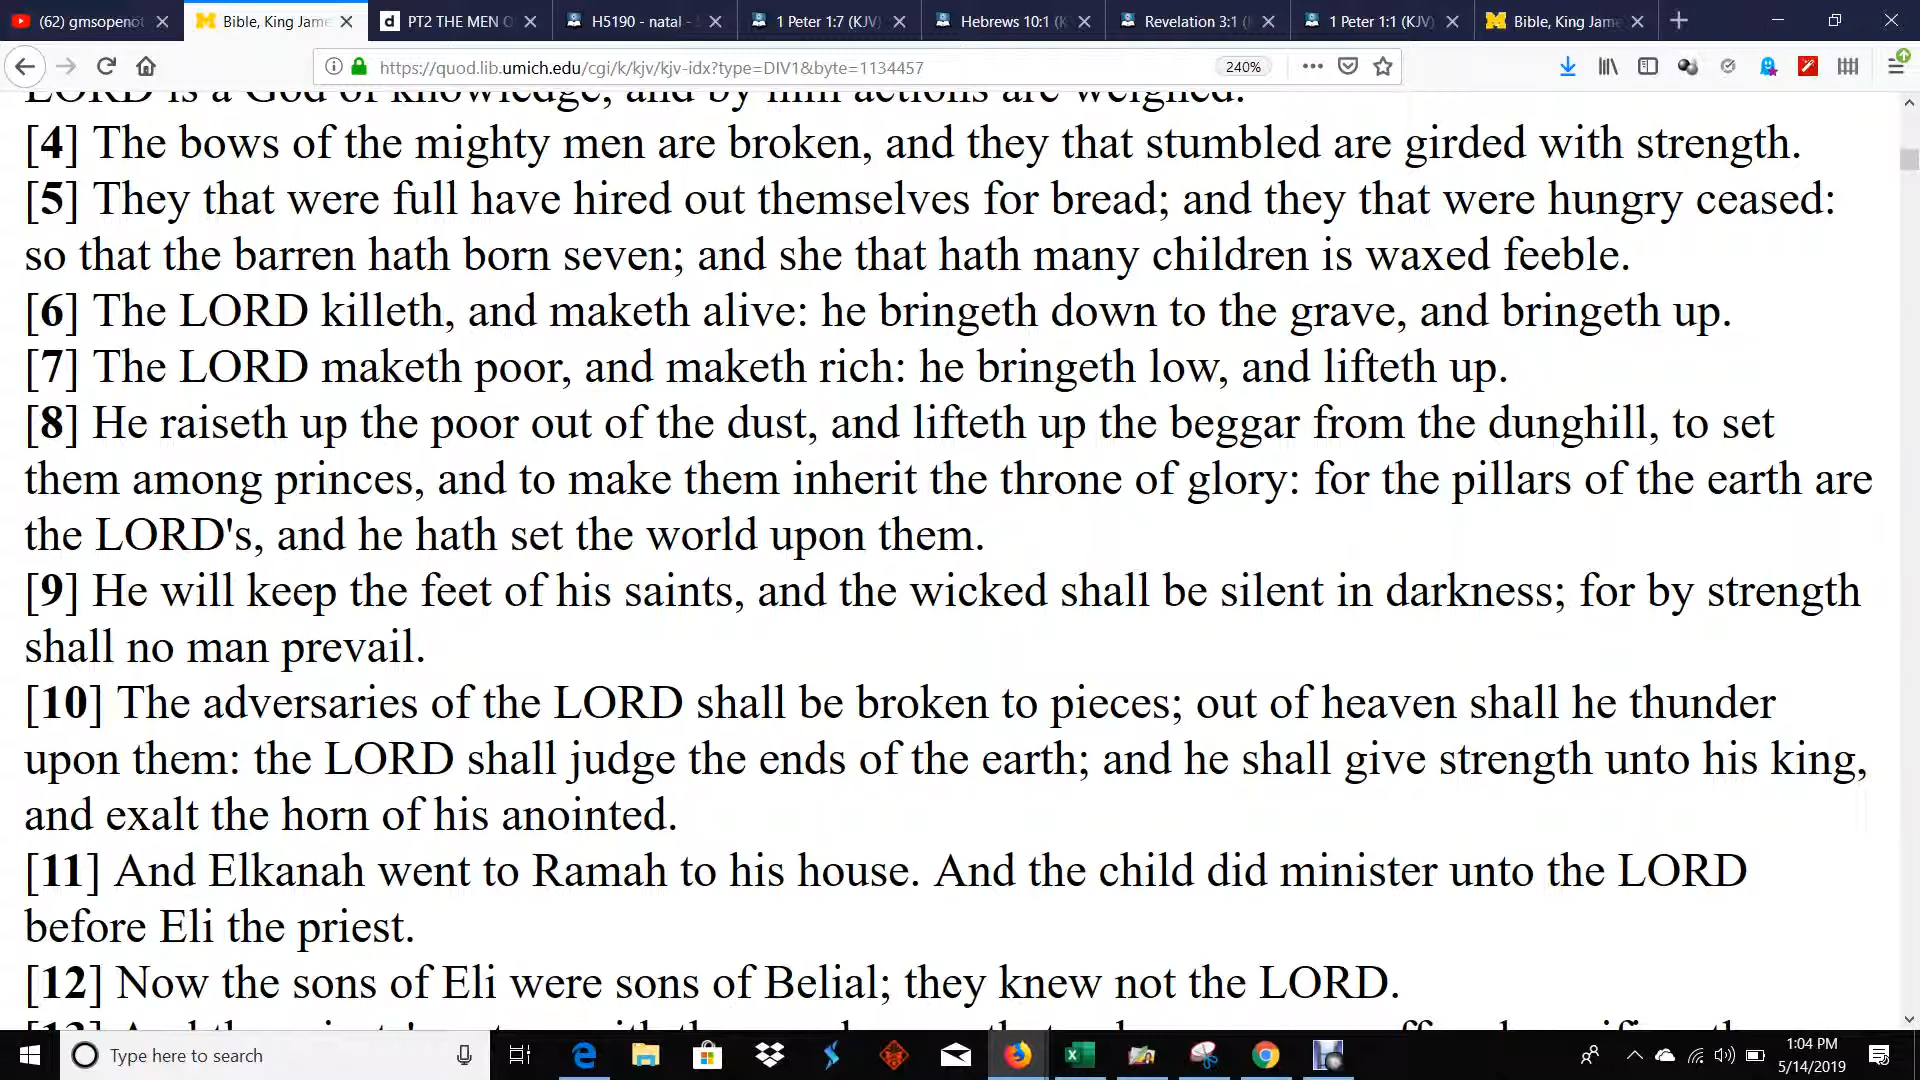 (62) gmsopenot
Bible, King Jame
PT2 THE MEN O
H5190 - natal -
1 Peter 1:7 (KJV)
Hebrews 10:1 (K
Revelation 3:1 (
1 Peter 1:1 (KJV)
Bible, King Jame
https://quod.lib.umich.edu/cgi/k/kjv/kjv-idx?type=DIV1&byte=1134457
240%
LORD is a God of knowledge, and by him actions are weighed.
[4] The bows of the mighty men are broken, and they that stumbled are girded with strength.
[5] They that were full have hired out themselves for bread; and they that were hungry ceased:
so that the barren hath born seven; and she that hath many children is waxed feeble.
[6] The LORD killeth, and maketh alive: he bringeth down to the grave, and bringeth up.
[7] The LORD maketh poor, and maketh rich: he bringeth low, and lifteth up.
[8] He raiseth up the poor out of the dust, and lifteth up the beggar from the dunghill, to set
them among princes, and to make them inherit the throne of glory: for the pillars of the earth are
the LORD's, and he hath set the world upon them.
[9] He will keep the feet of his saints, and the wicked shall be silent in darkness; for by strength
shall no man prevail.
[10] The adversaries of the LORD shall be broken to pieces; out of heaven shall he thunder
upon them: the LORD shall judge the ends of the earth; and he shall give strength unto his king,
and exalt the horn of his anointed.
[11] And Elkanah went to Ramah to his house. And the child did minister unto the LORD
before Eli the priest.
[12] Now the sons of Eli were sons of Belial; they knew not the LORD.
Type here to search
1:04 PM
5/14/2019